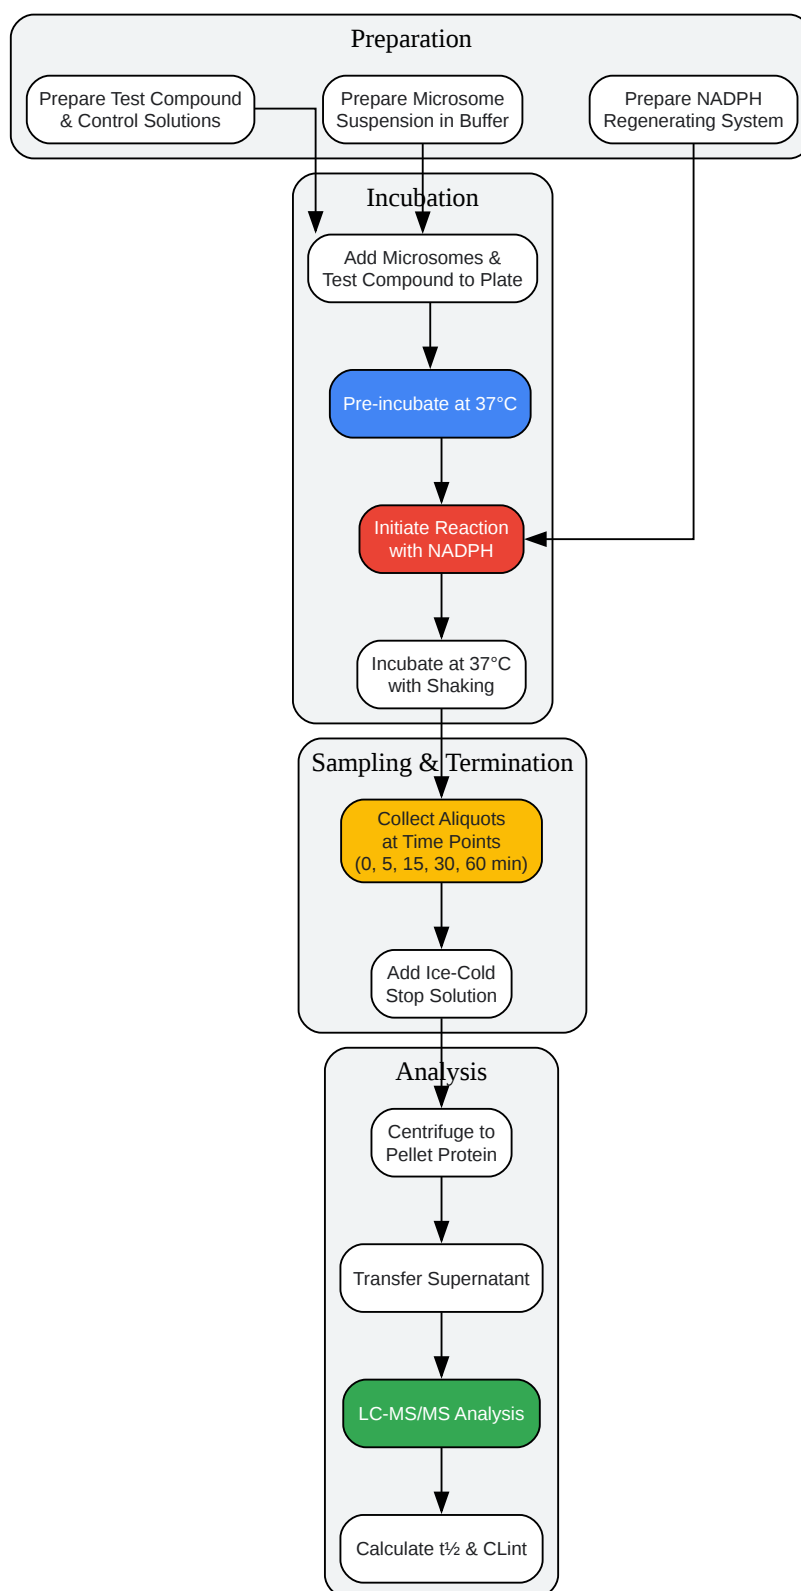 Preparation
Prepare Test Compound
& Control Solutions
Prepare Microsome
Suspension in Buffer
Prepare NADPH
Regenerating System
Incubation
Add Microsomes &
Test Compound to Plate
Pre-incubate at 37°C
Initiate Reaction
with NADPH
Incubate at 37°C
with Shaking
Sampling & Termination
Collect Aliquots
at Time Points
(0, 5, 15, 30, 60 min)
Add Ice-Cold
Stop Solution
Analysis
Centrifuge to
Pellet Protein
Transfer Supernatant
LC-MS/MS Analysis
Calculate t½ & CLint